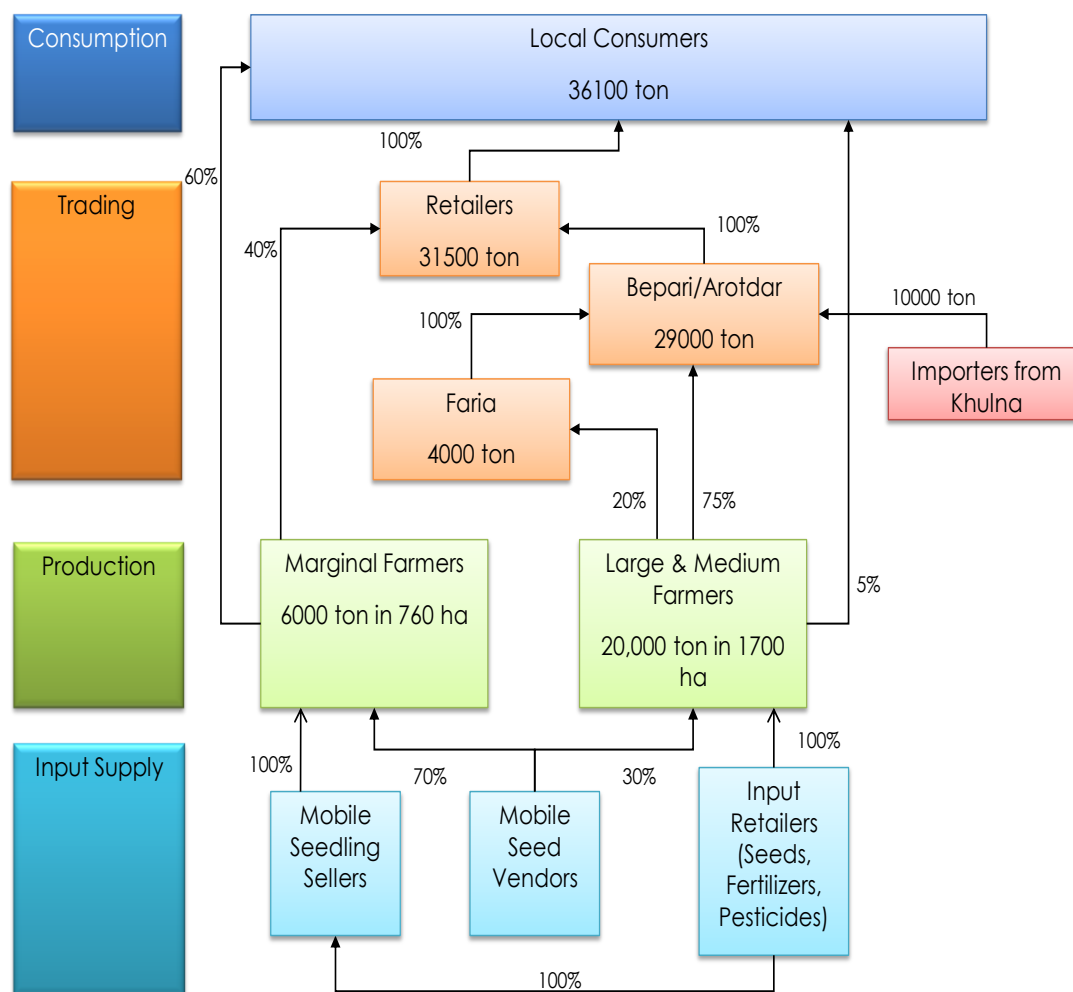 Consumption
Local Consumers
36100 ton
100%
60%
Trading
Retailers
31500 ton
40%
100%
Bepari/Arotdar
29000 ton
10000 ton
100%
Importers from
Khulna
Faria
4000 ton
20%
75%
Production
Marginal Farmers
6000 ton in 760 ha
Large & Medium
Farmers
20,000 ton in 1700
ha
5%
Input Supply
100%
70%
30%
100%
Mobile
Seedling
Sellers
Mobile
Seed
Vendors
Input
Retailers
(Seeds,
Fertilizers,
Pesticides)
100%